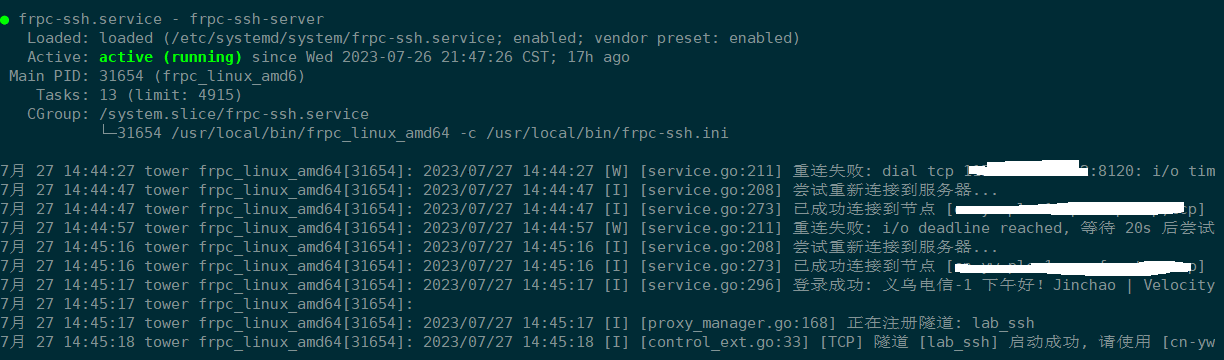 ● frpc-ssh.service - frpc-ssh-server
Loaded: loaded (/etc/systemd/system/frpc-ssh.service; enabled; vendor preset: enabled)
Active: active (running) since Wed 2023-07-26 21:47:26 CST; 17h ago
Main PID: 31654 (frpc_linux_amd6)
Tasks: 13 (limit: 4915)
CGroup: /system.slice/frpc-ssh.service
└─31654 /usr/local/bin/frpc_linux_amd64 -c /usr/local/bin/frpc-ssh.ini
7月 27 14:44:27 tower frpc_linux_amd64[31654]: 2023/07/27 14:44:27 [W] [service.go:211] 重连失败: dial tcp :8120: i/o tim
7月 27 14:44:47 tower frpc_linux_amd64[31654]: 2023/07/27 14:44:47 [I] [service.go:208] 尝试重新连接到服务器...
7月 27 14:44:47 tower frpc_linux_amd64[31654]: 2023/07/27 14:44:47 [I] [service.go:273] 已成功连接到节点 [
7月 27 14:44:57 tower frpc_linux_amd64[31654]: 2023/07/27 14:44:57 [W] [service.go:211] 重连失败: i/o deadline reached, 等待 20s 后尝试
7月 27 14:45:16 tower frpc_linux_amd64[31654]: 2023/07/27 14:45:16 [I] [service.go:208] 尝试重新连接到服务器...
7月 27 14:45:16 tower frpc_linux_amd64[31654]: 2023/07/27 14:45:16 [I] [service.go:273] 已成功连接到节点 [
7月 27 14:45:17 tower frpc_linux_amd64[31654]: 2023/07/27 14:45:17 [I] [service.go:296] 登录成功: 义乌电信-1 下午好! Jinchao | Velocity
7月 27 14:45:17 tower frpc_linux_amd64[31654]:
7月 27 14:45:17 tower frpc_linux_amd64[31654]: 2023/07/27 14:45:17 [I] [proxy_manager.go:168] 正在注册隧道: lab_ssh
7月 27 14:45:18 tower frpc_linux_amd64[31654]: 2023/07/27 14:45:18 [I] [control_ext.go:33] [TCP] 隧道 [lab_ssh] 启动成功, 请使用 [cn-yw